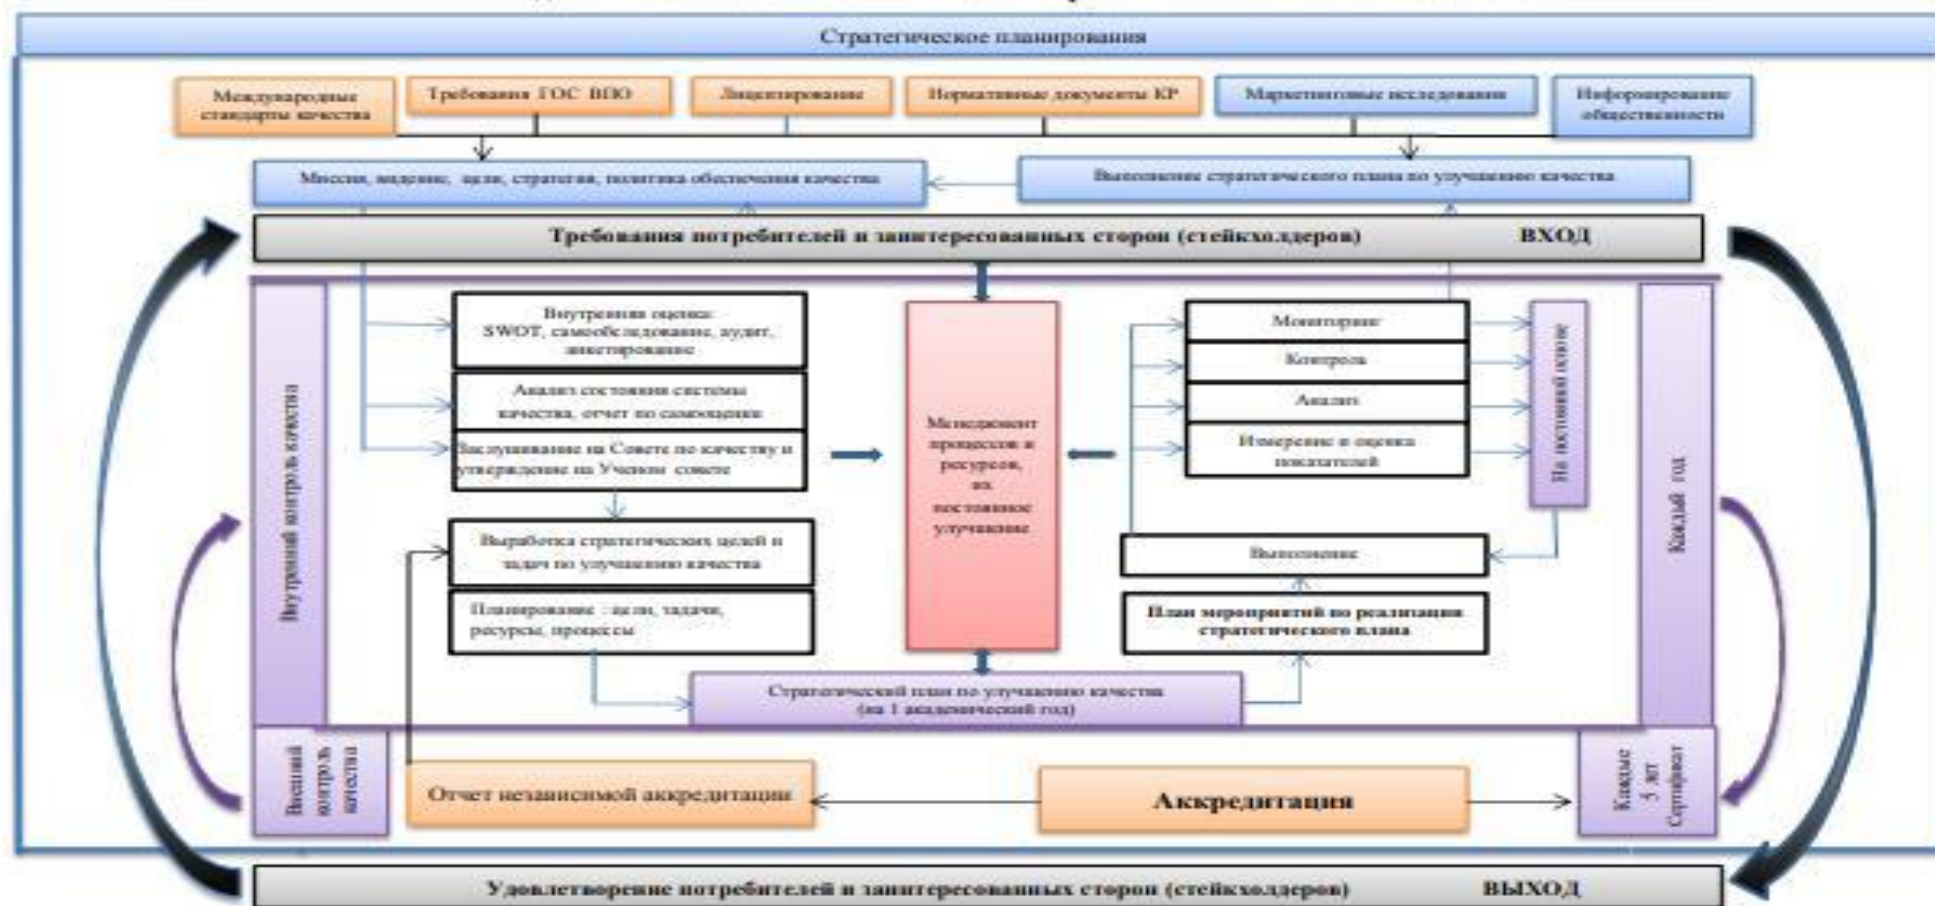 Стратегическое планирования
Международные
стандарты качества
Требования ГОС ВПО
Лицензирование
Нормативные документы КР
Маркетинговые исследования
Информирование
общественности
Миссия, видение, цели, стратегия, политика обеспечения качества
Выполнение стратегического плана по улучшению качества
Требования потребителей и заинтересованных сторон (стейкхолдеров) ВХОД
Внутренний контроль качества
Внутренняя оценка:
SWOT, самообследование, аудит,
анкетирование
Анализ состояния системы
качества, отчет по самооценке
Заслушивание на Совете по качеству и
утверждение на Ученом совете
Выработка стратегических целей и
задач по улучшению качества
Планирование : цели, задачи,
ресурсы, процессы
Менеджмент
процессов и
ресурсов,
их
постоянное
улучшение
Мониторинг
Контроль
Анализ
Измерение и оценка
показателей
На постоянной основе
Каждый год
Выполнение
План мероприятий по реализации
стратегического плана
Стратегический план по улучшению качества
(на 1 академический год)
Внешний
контроль
качества
Отчет независимой аккредитации
Аккредитация
Каждые
5 лет
Сертификат
Удовлетворение потребителей и заинтересованных сторон (стейкхолдеров) ВЫХОД